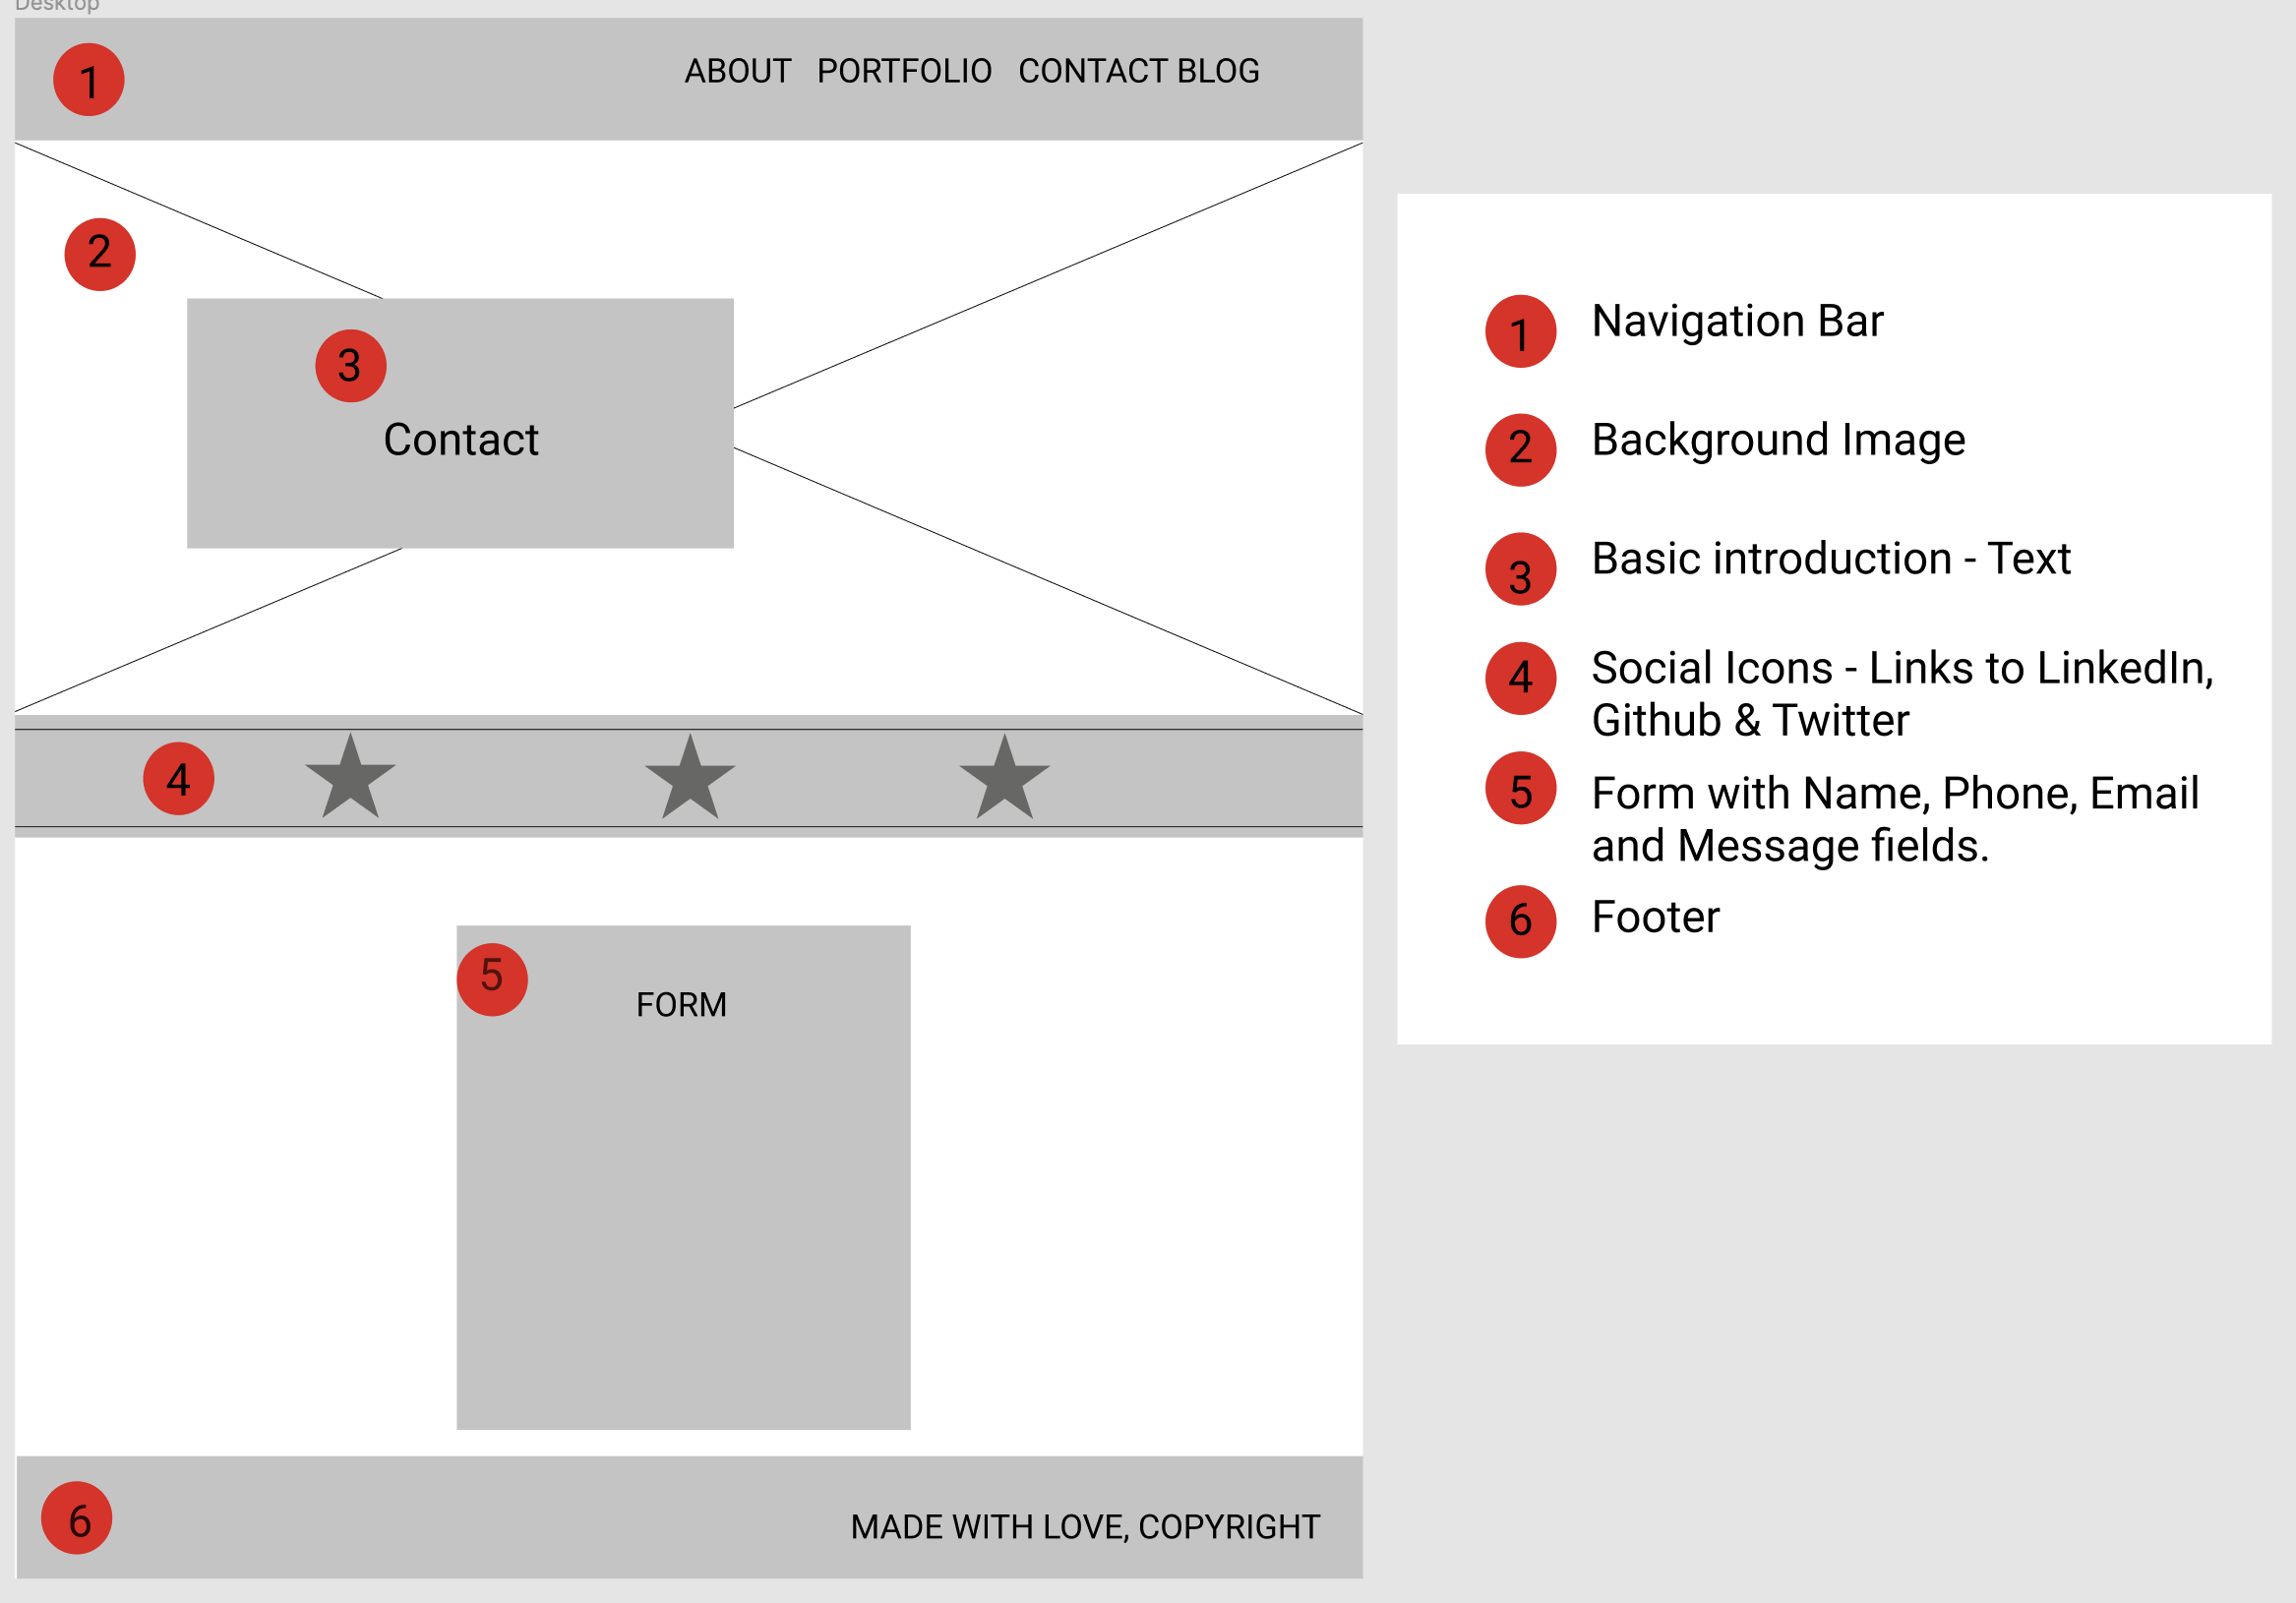 Desktop
1
ABOUT PORTFOLIO CONTACT BLOG
2
3
Contact
4
5
FORM
6
MADE WITH LOVE, COPYRIGHT
1 Navigation Bar
2 Background Image
3 Basic introduction - Text
4 Social Icons - Links to LinkedIn,
Github & Twitter
5 Form with Name, Phone, Email
and Message fields.
6 Footer